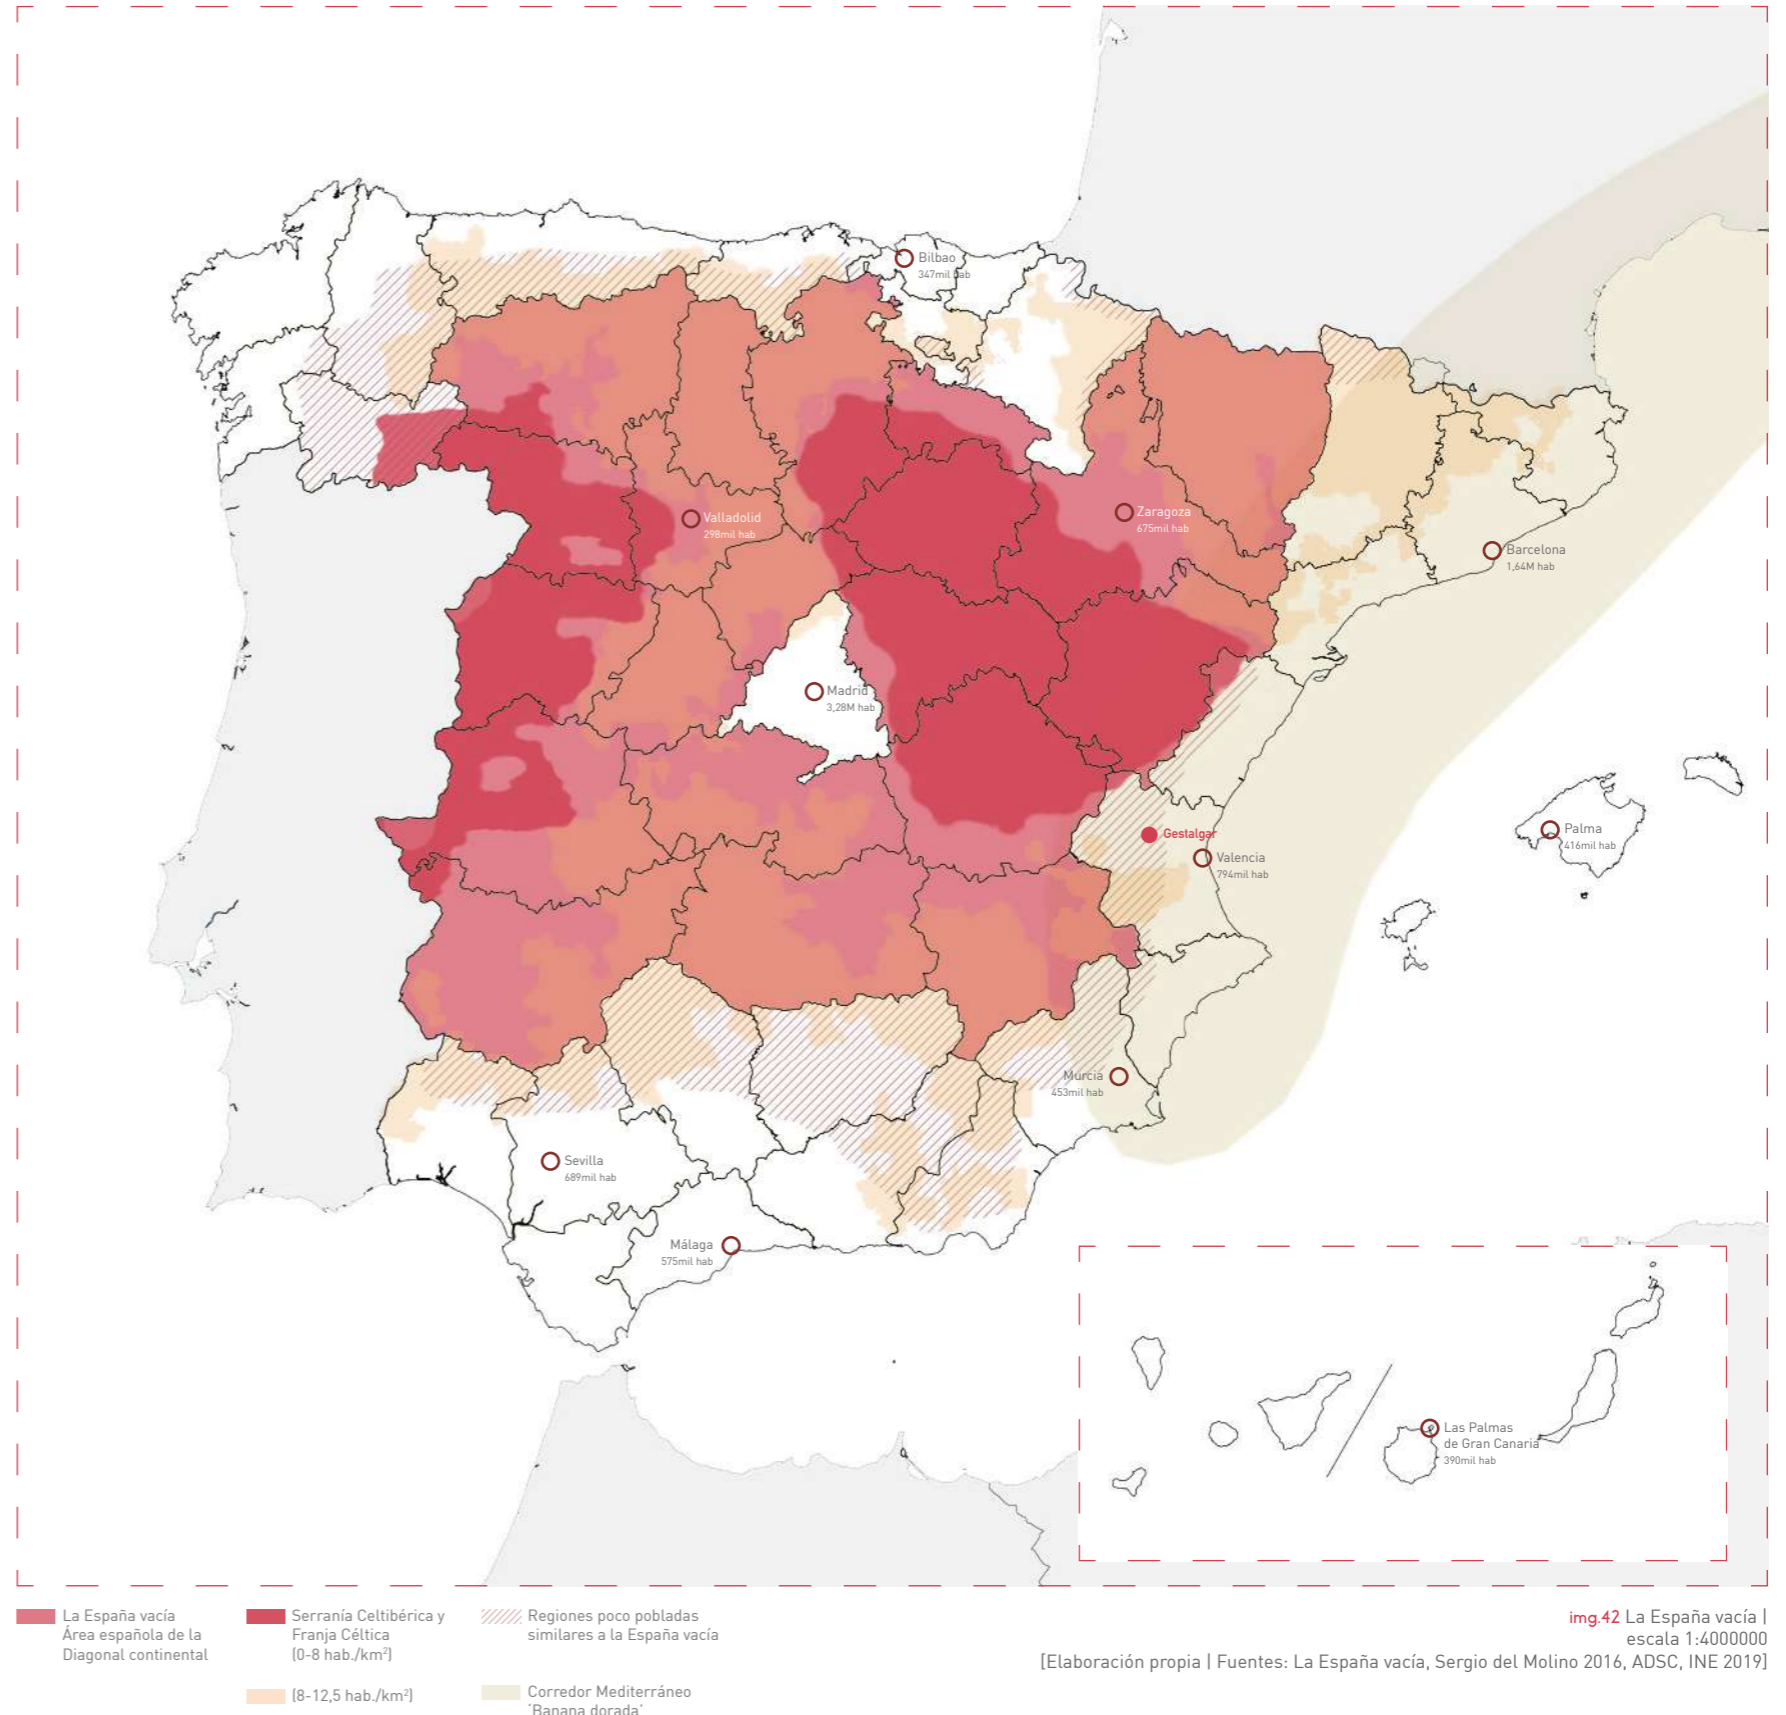 Bilbao
347mil hab
Valladolid
298mil hab
Zaragoza
675mil hab
Barcelona
1,64M hab
Madrid
3,28M hab
Gestalgar
Valencia
794mil hab
Palma
416mil hab
Murcia
453mil hab
Sevilla
689mil hab
Málaga
575mil hab
Las Palmas
de Gran Canaria
390mil hab
La España vacía
Área española de la
Diagonal continental
Serranía Celtibérica y
Franja Céltica
(0-8 hab./km²)
(8-12,5 hab./km²)
Regiones poco pobladas
similares a la España vacía
Corredor Mediterráneo
'Banana dorada'
img.42 La España vacía |
escala 1:4000000
[Elaboración propia | Fuentes: La España vacía, Sergio del Molino 2016, ADSC, INE 2019]